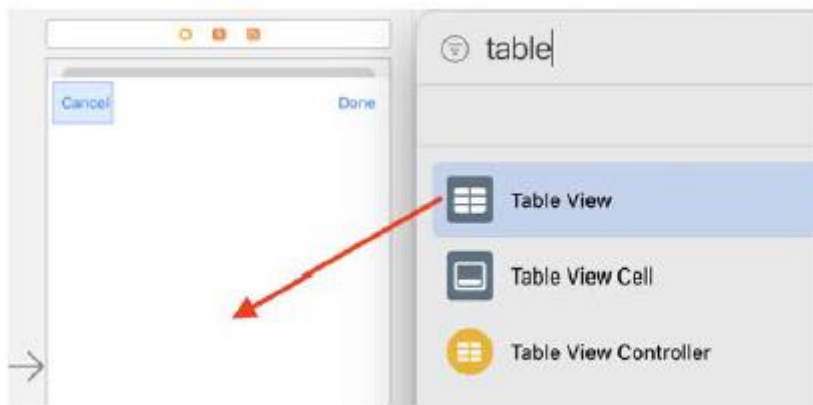 table
Cancel Done
Table View
Table View Cell
Table View Controller